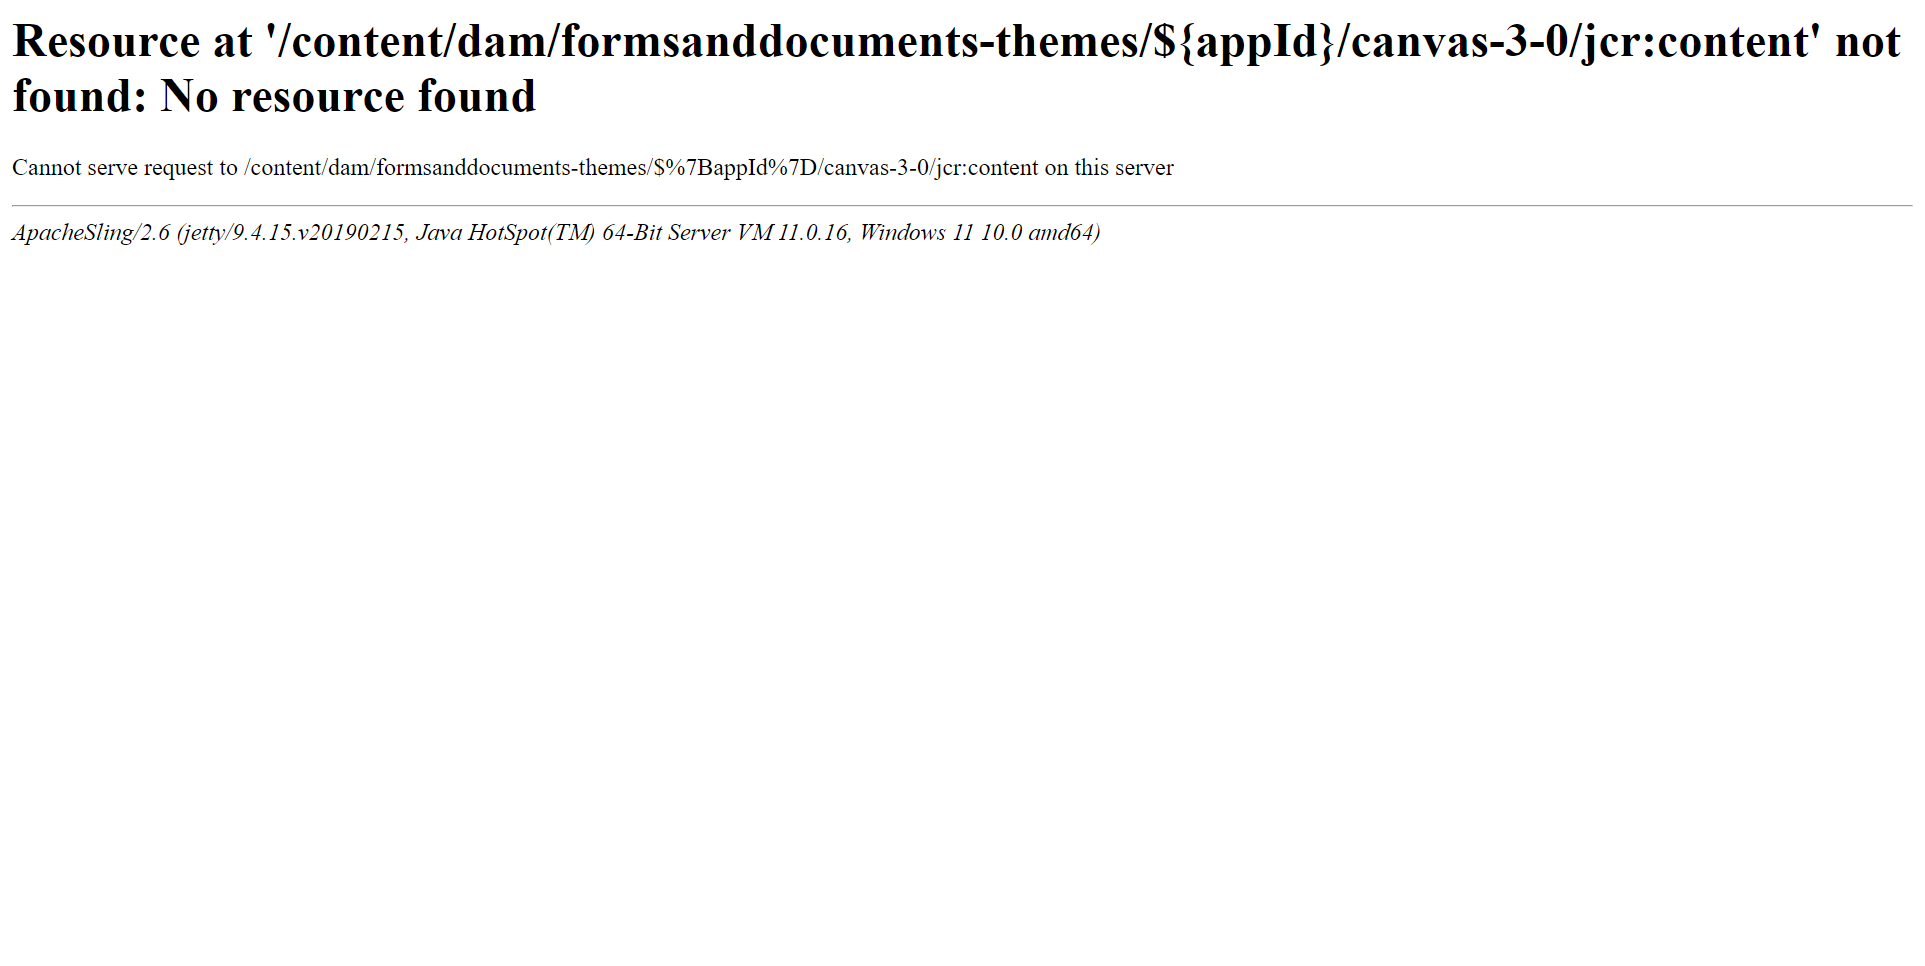 Resource at '/content/dam/formsanddocuments-themes/${appId}/canvas-3-0/jcr:content' not
found: No resource found
Cannot serve request to /content/dam/formsanddocuments-themes/$%7BappId%7D/canvas-3-0/jcr:content on this server
ApacheSling/2.6 (jetty/9.4.15.v20190215, Java HotSpot(TM) 64-Bit Server VM 11.0.16, Windows 11 10.0 amd64)